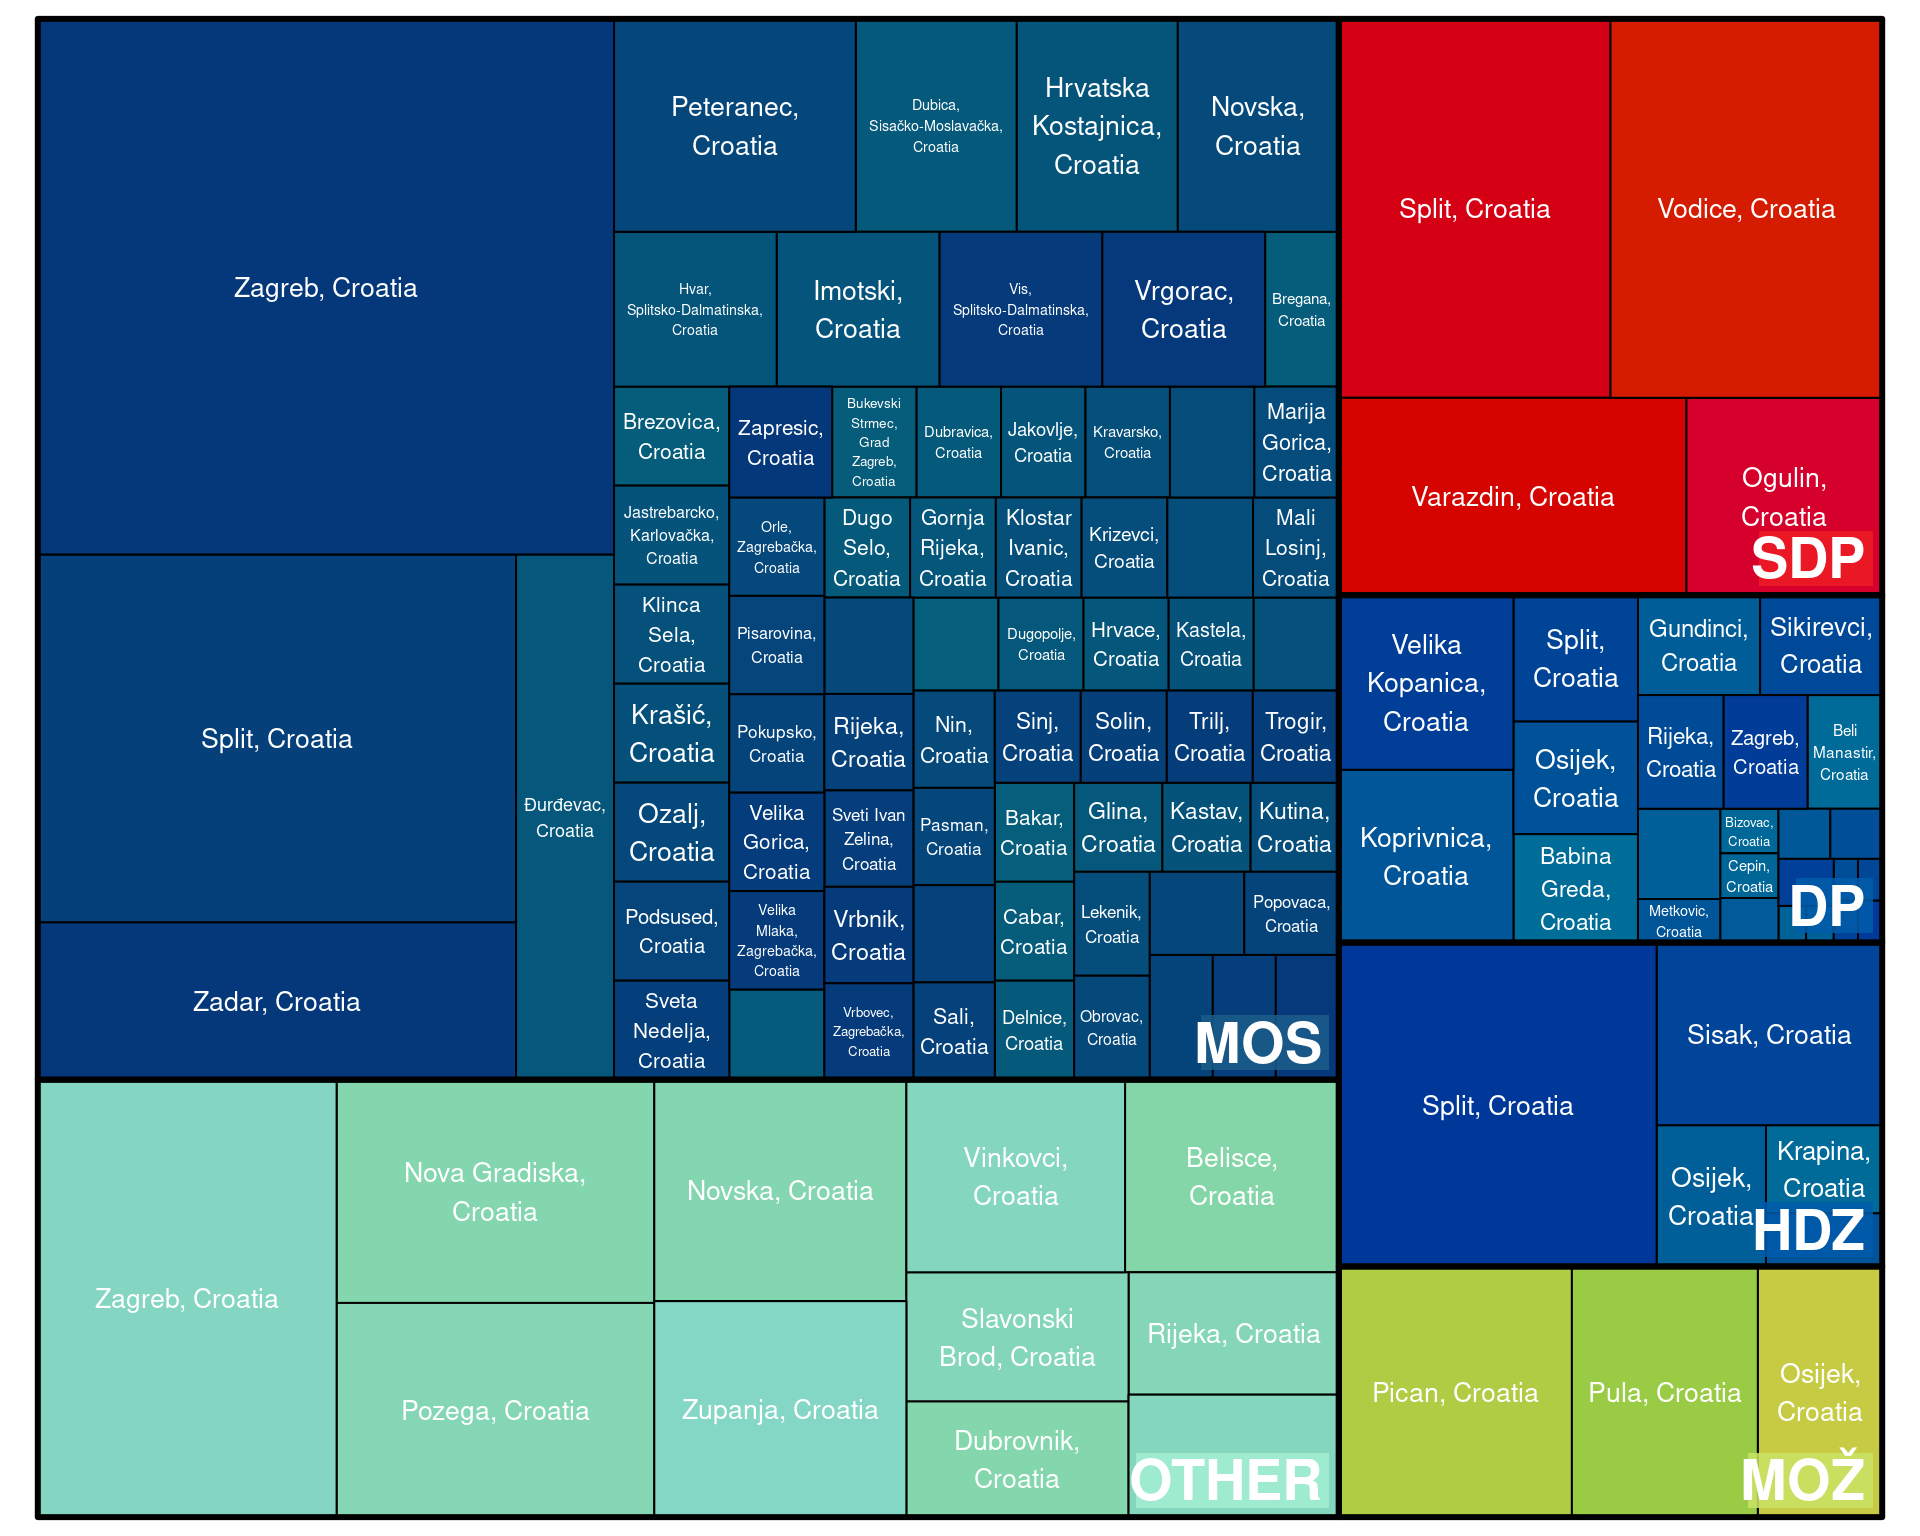 Zagreb, Croatia
Split, Croatia
Zadar, Croatia
Đurđevac,
Croatia
Peteranec,
Croatia
Dubica,
Sisačko-Moslavačka,
Croatia
Hrvatska
Kostajnica,
Croatia
Novska,
Croatia
Hvar,
Splitsko-Dalmatinska,
Croatia
Imotski,
Croatia
Vis,
Splitsko-Dalmatinska,
Croatia
Vrgorac,
Croatia
Bregana,
Croatia
Brezovica,
Croatia
Jastrebarcko,
Karlovačka,
Croatia
Klinca
Sela,
Croatia
Krašić,
Croatia
Ozalj,
Croatia
Podsused,
Croatia
Sveta
Nedelja,
Croatia
Zapresic,
Croatia
Bukevski
Strmec,
Grad
Zagreb,
Croatia
Dubravica,
Croatia
Jakovlje,
Croatia
Kravarsko,
Croatia
Marija
Gorica,
Croatia
Orle,
Zagrebačka,
Croatia
Pisarovina,
Croatia
Pokupsko,
Croatia
Velika
Gorica,
Croatia
Velika
Mlaka,
Zagrebačka,
Croatia
Dugo
Selo,
Croatia
Gornja
Rijeka,
Croatia
Klostar
Ivanic,
Croatia
Krizevci,
Croatia
Mali
Losinj,
Croatia
Rijeka,
Croatia
Sveti Ivan
Zelina,
Croatia
Vrbnik,
Croatia
Vrbovec,
Zagrebačka,
Croatia
Dugopolje,
Croatia
Hrvace,
Croatia
Kastela,
Croatia
Nin,
Croatia
Pasman,
Croatia
Sali,
Croatia
Sinj,
Croatia
Solin,
Croatia
Trilj,
Croatia
Trogir,
Croatia
Bakar,
Croatia
Cabar,
Croatia
Delnice,
Croatia
Glina,
Croatia
Kastav,
Croatia
Kutina,
Croatia
Lekenik,
Croatia
Obrovac,
Croatia
Popovaca,
Croatia
MOS
Zagreb, Croatia
Nova Gradiska,
Croatia
Pozega, Croatia
Novska, Croatia
Zupanja, Croatia
Vinkovci,
Croatia
Belisce,
Croatia
Slavonski
Brod, Croatia
Rijeka, Croatia
Dubrovnik,
Croatia
OTHER
Split, Croatia
Vodice, Croatia
Varazdin, Croatia
Ogulin,
Croatia
SDP
Velika
Kopanica,
Croatia
Koprivnica,
Croatia
Split,
Croatia
Osijek,
Croatia
Babina
Greda,
Croatia
Gundinci,
Croatia
Sikirevci,
Croatia
Rijeka,
Croatia
Zagreb,
Croatia
Beli
Manastir,
Croatia
Bizovac,
Croatia
Cepin,
Croatia
Metkovic,
Croatia
DP
Split, Croatia
Sisak, Croatia
Osijek,
Croatia
Krapina,
Croatia
HDZ
Pican, Croatia
Pula, Croatia
Osijek,
Croatia
MOŽ